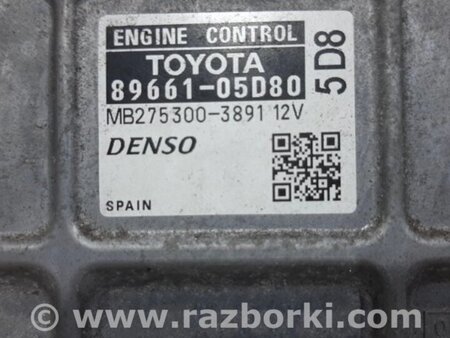 ENGINE CONTROL
TOYOTA
89661-05D80
5D8
MB275300-3891 12V
DENSO
SPAIN
www.razborki.com